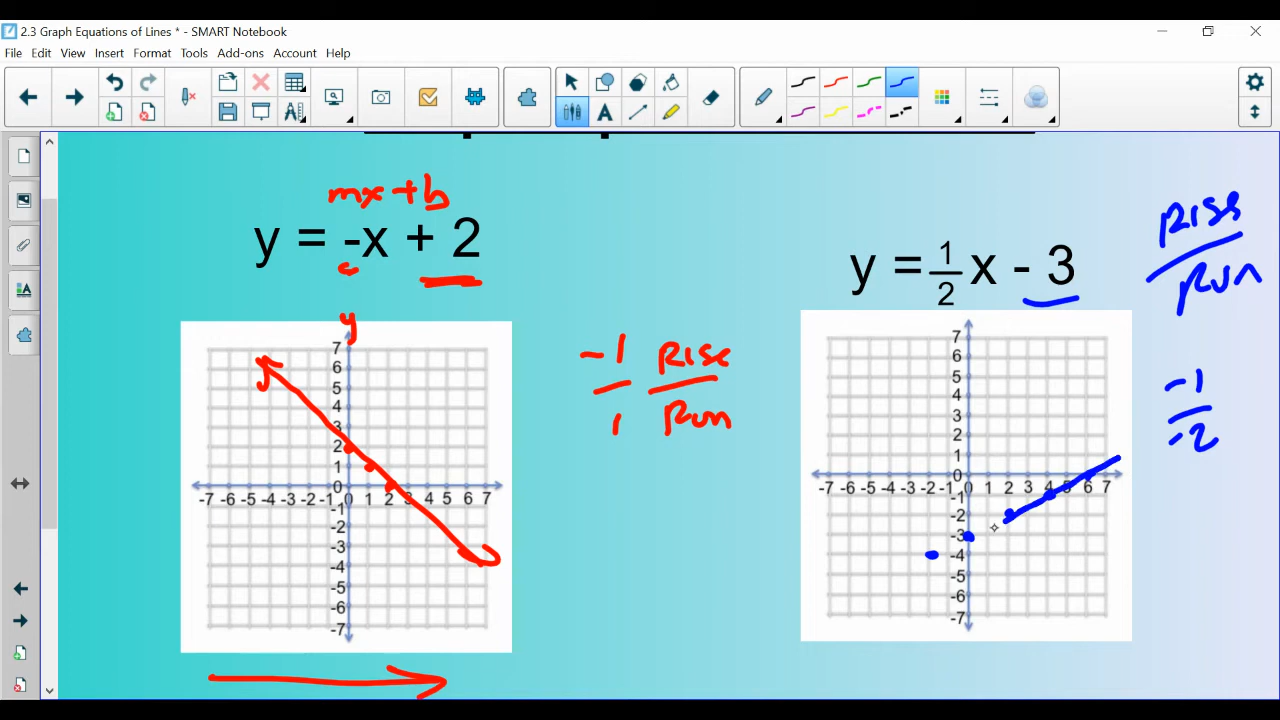 2.3 Graph Equations of Lines * - SMART Notebook
File Edit View Insert Format Tools Add-ons Account Help
mx + b
y = -x + 2
y
7
6
5
4
3
2
1
0
-7 -6 -5 -4 -3 -2 -1 0 1 2 3 4 5 6 7
-1
-2
-3
-4
-5
-6
-7
-1 Rise
1 Run
y = 1/2 x - 3
Rise
Run
7
6
5
4
3
2
1
0
-7 -6 -5 -4 -3 -2 -1 0 1 2 3 4 5 6 7
-1
-2
-3
-4
-5
-6
-7
-1
-2